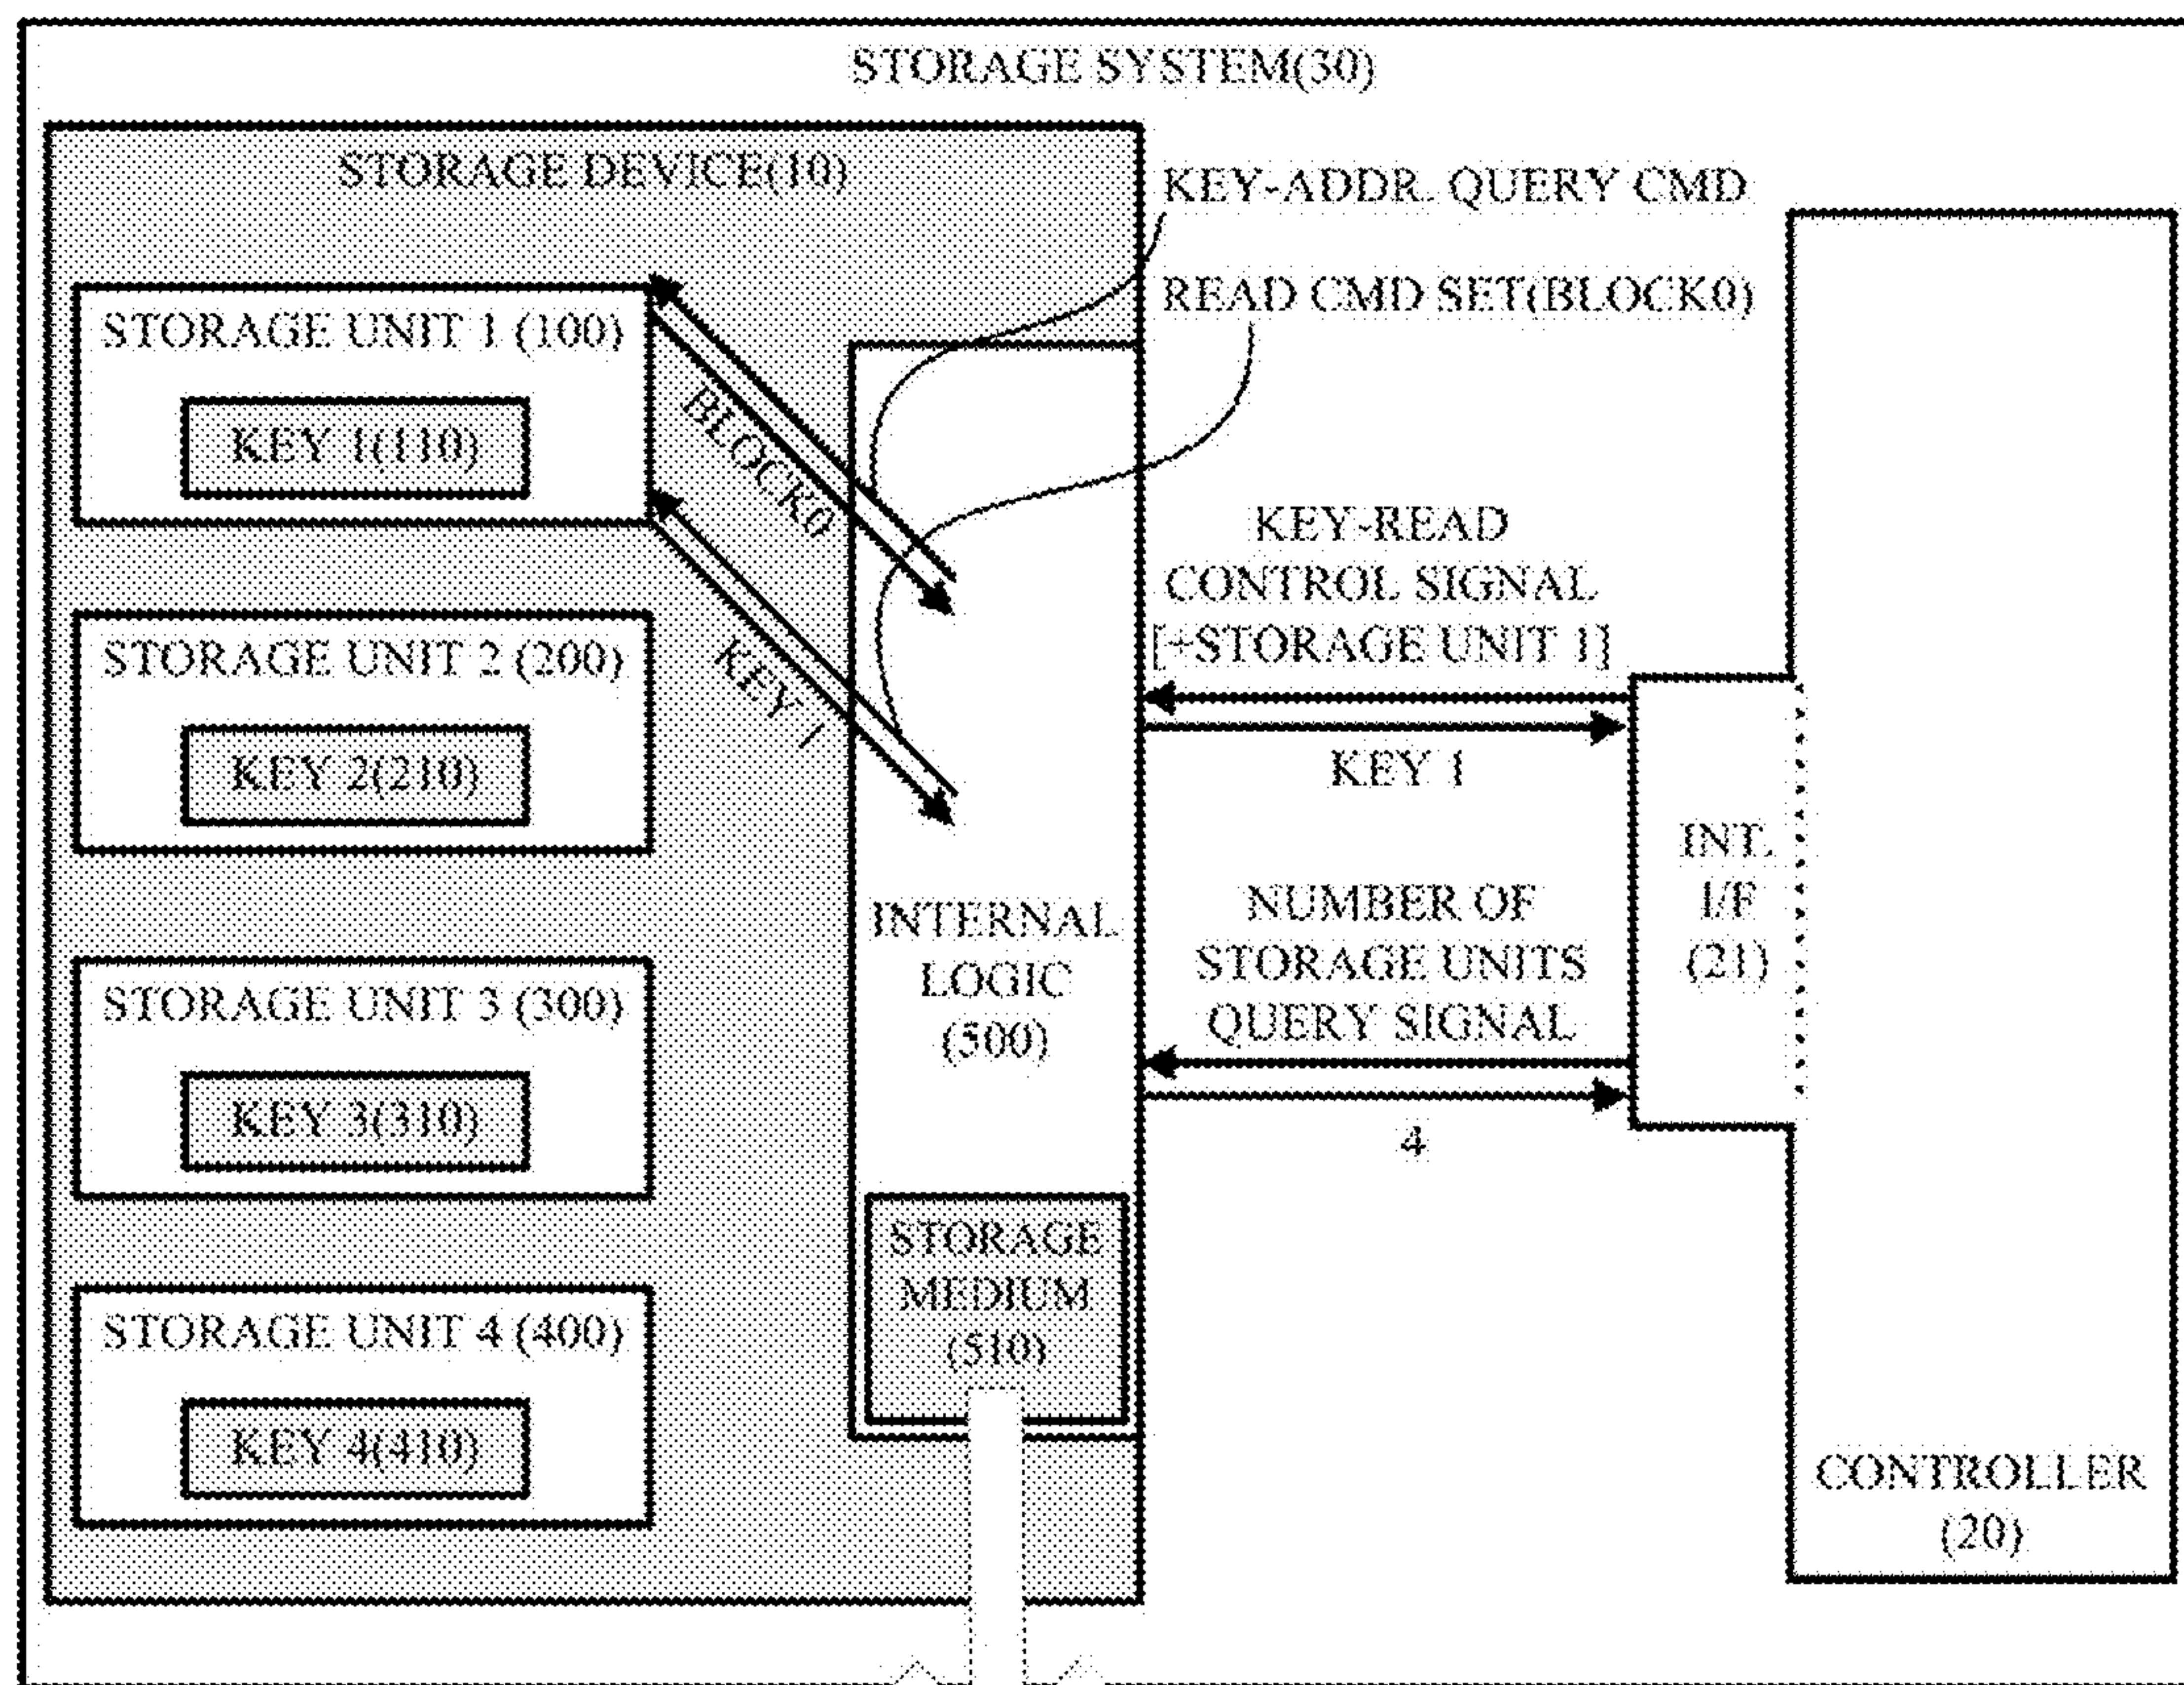 STORAGE SYSTEM(30)
STORAGE DEVICE(10)
KEY-ADDR. QUERY CMD
READ CMD SET(BLOCK0)
STORAGE UNIT 1 (100)
KEY 1(110)
BLOCK0
KEY 1
STORAGE UNIT 2 (200)
KEY 2(210)
STORAGE UNIT 3 (300)
KEY 3(310)
STORAGE UNIT 4 (400)
KEY 4(410)
INTERNAL
LOGIC
(500)
STORAGE
MEDIUM
(510)
KEY-READ
CONTROL SIGNAL
[+STORAGE UNIT 1]
KEY 1
NUMBER OF
STORAGE UNITS
QUERY SIGNAL
4
INT.
I/F
(21)
CONTROLLER
(20)